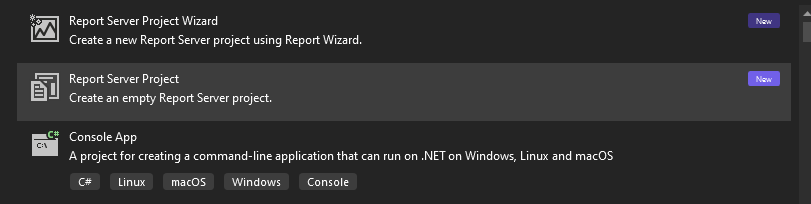 Report Server Project Wizard
New
Create a new Report Server project using Report Wizard.
Report Server Project
New
Create an empty Report Server project.
C#
C:\
Console App
A project for creating a command-line application that can run on .NET on Windows, Linux and macOS
C# Linux macOS Windows Console